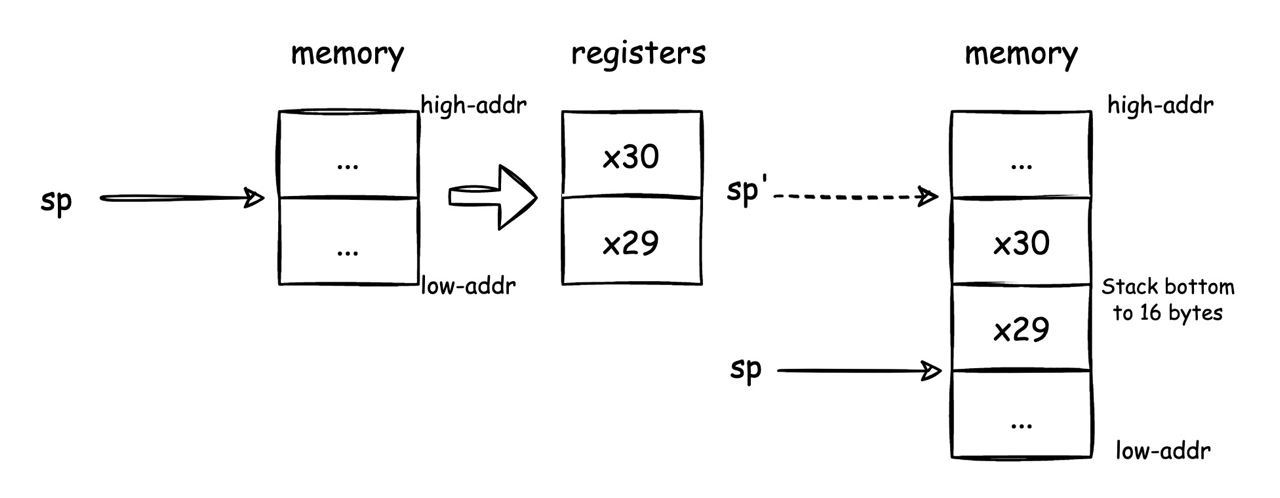 memory
registers
memory
high-addr
high-addr
...
x30
...
sp
sp'
...
x29
x30
low-addr
Stack bottom
to 16 bytes
x29
sp
...
low-addr